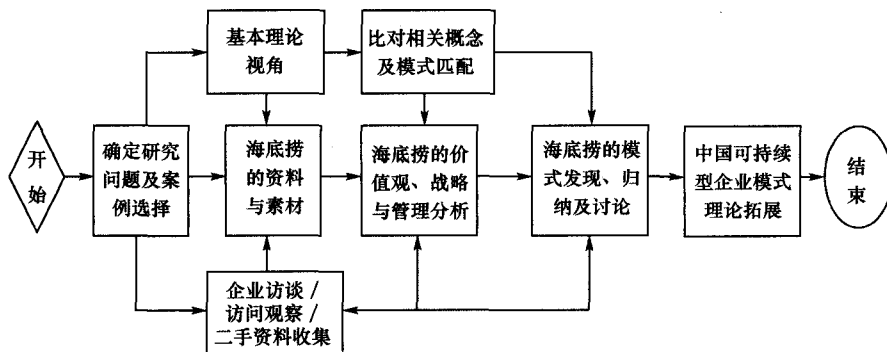 基本理论
视角
比对相关概念
及模式匹配
开
始
确定研究
问题及案
例选择
海底捞
的资料
与素材
海底捞的价
值观、战略
与管理分析
海底捞的模
式发现、归
纳及讨论
中国可持续
型企业模式
理论拓展
结
束
企业访谈/
访问观察/
二手资料收集